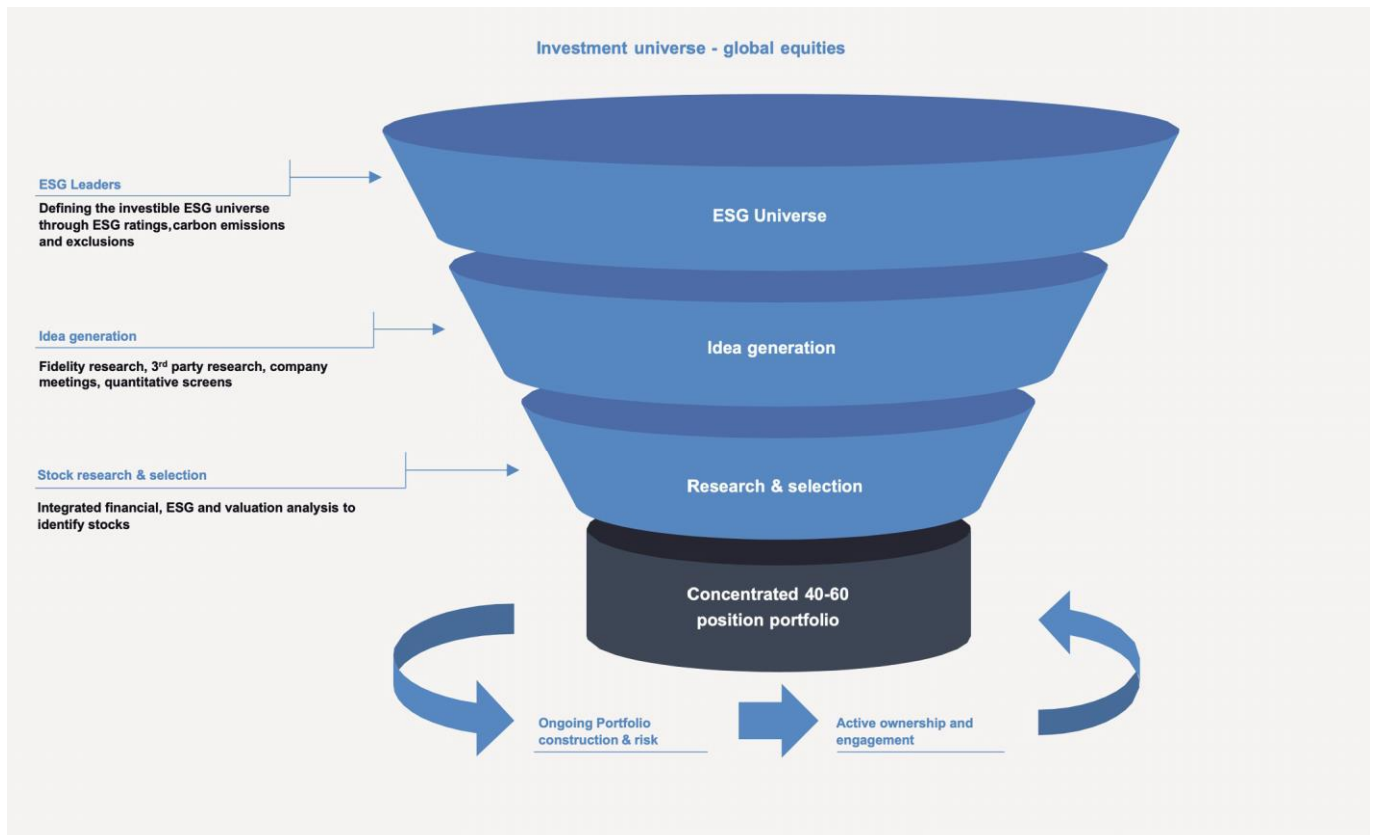 Investment universe - global equities
ESG Leaders
Defining the investible ESG universe
through ESG ratings, carbon emissions
and exclusions
ESG Universe
Idea generation
Fidelity research, 3rd party research, company
meetings, quantitative screens
Idea generation
Stock research & selection
Integrated financial, ESG and valuation analysis to
identify stocks
Research & selection
Concentrated 40-60
position portfolio
Ongoing Portfolio
construction & risk
Active ownership and
engagement